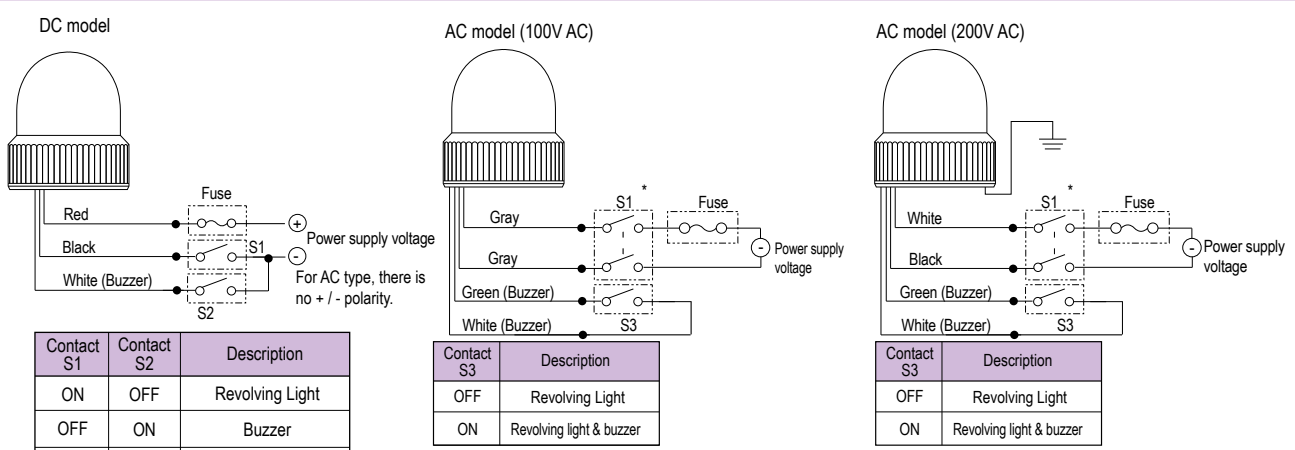 DC model
Fuse
Red
+
Black
S1
Power supply voltage
-
White (Buzzer)
For AC type, there is
no + / - polarity.
S2
Contact S1
Contact S2
Description
ON
OFF
Revolving Light
OFF
ON
Buzzer
AC model (100V AC)
*
S1
Fuse
Gray
-
Power supply
voltage
Gray
Green (Buzzer)
White (Buzzer)
S3
Contact
S3
Description
OFF
Revolving Light
ON
Revolving light & buzzer
AC model (200V AC)
*
S1
Fuse
White
-
Power supply
voltage
Black
Green (Buzzer)
White (Buzzer)
S3
Contact
S3
Description
OFF
Revolving Light
ON
Revolving light & buzzer